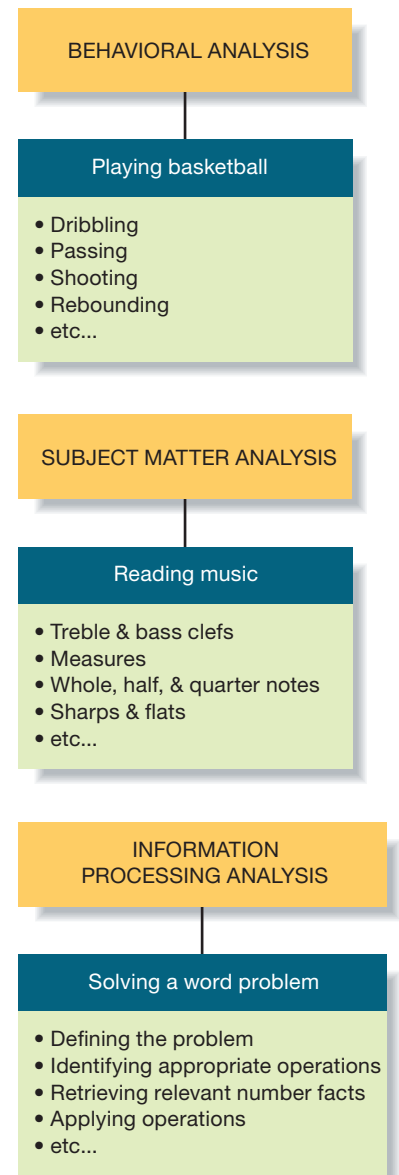 BEHAVIORAL ANALYSIS
Playing basketball
• Dribbling
• Passing
• Shooting
• Rebounding
• etc...
SUBJECT MATTER ANALYSIS
Reading music
• Treble & bass clefs
• Measures
• Whole, half, & quarter notes
• Sharps & flats
• etc...
INFORMATION
PROCESSING ANALYSIS
Solving a word problem
• Defining the problem
• Identifying appropriate operations
• Retrieving relevant number facts
• Applying operations
• etc...